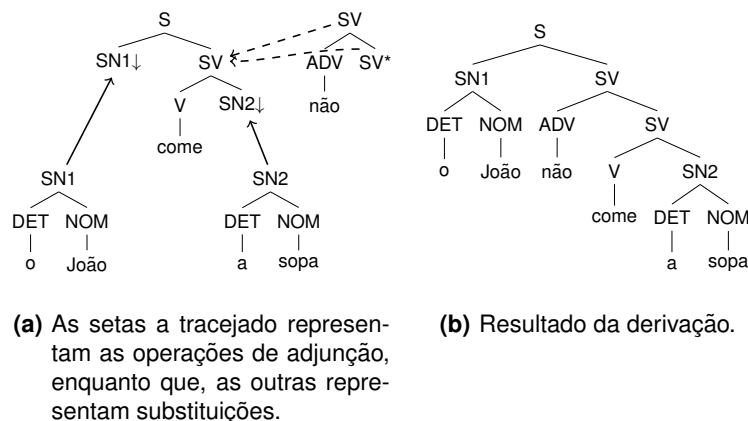 S SV S
SN1↓ SV ADV SV* SN1 SV
V SN2↓ não DET NOM ADV SV
come o João não V SN2
SN1 SN2 come DET NOM
DET NOM DET NOM a sopa
o João a sopa
(a) As setas a tracejado represen-
tam as operações de adjunção,
enquanto que, as outras repre-
sentam substituições.
(b) Resultado da derivação.